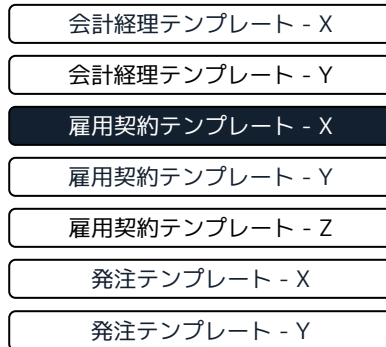 会計経理テンプレート - X
会計経理テンプレート - Y
雇用契約テンプレート - X
雇用契約テンプレート - Y
雇用契約テンプレート - Z
発注テンプレート - X
発注テンプレート - Y